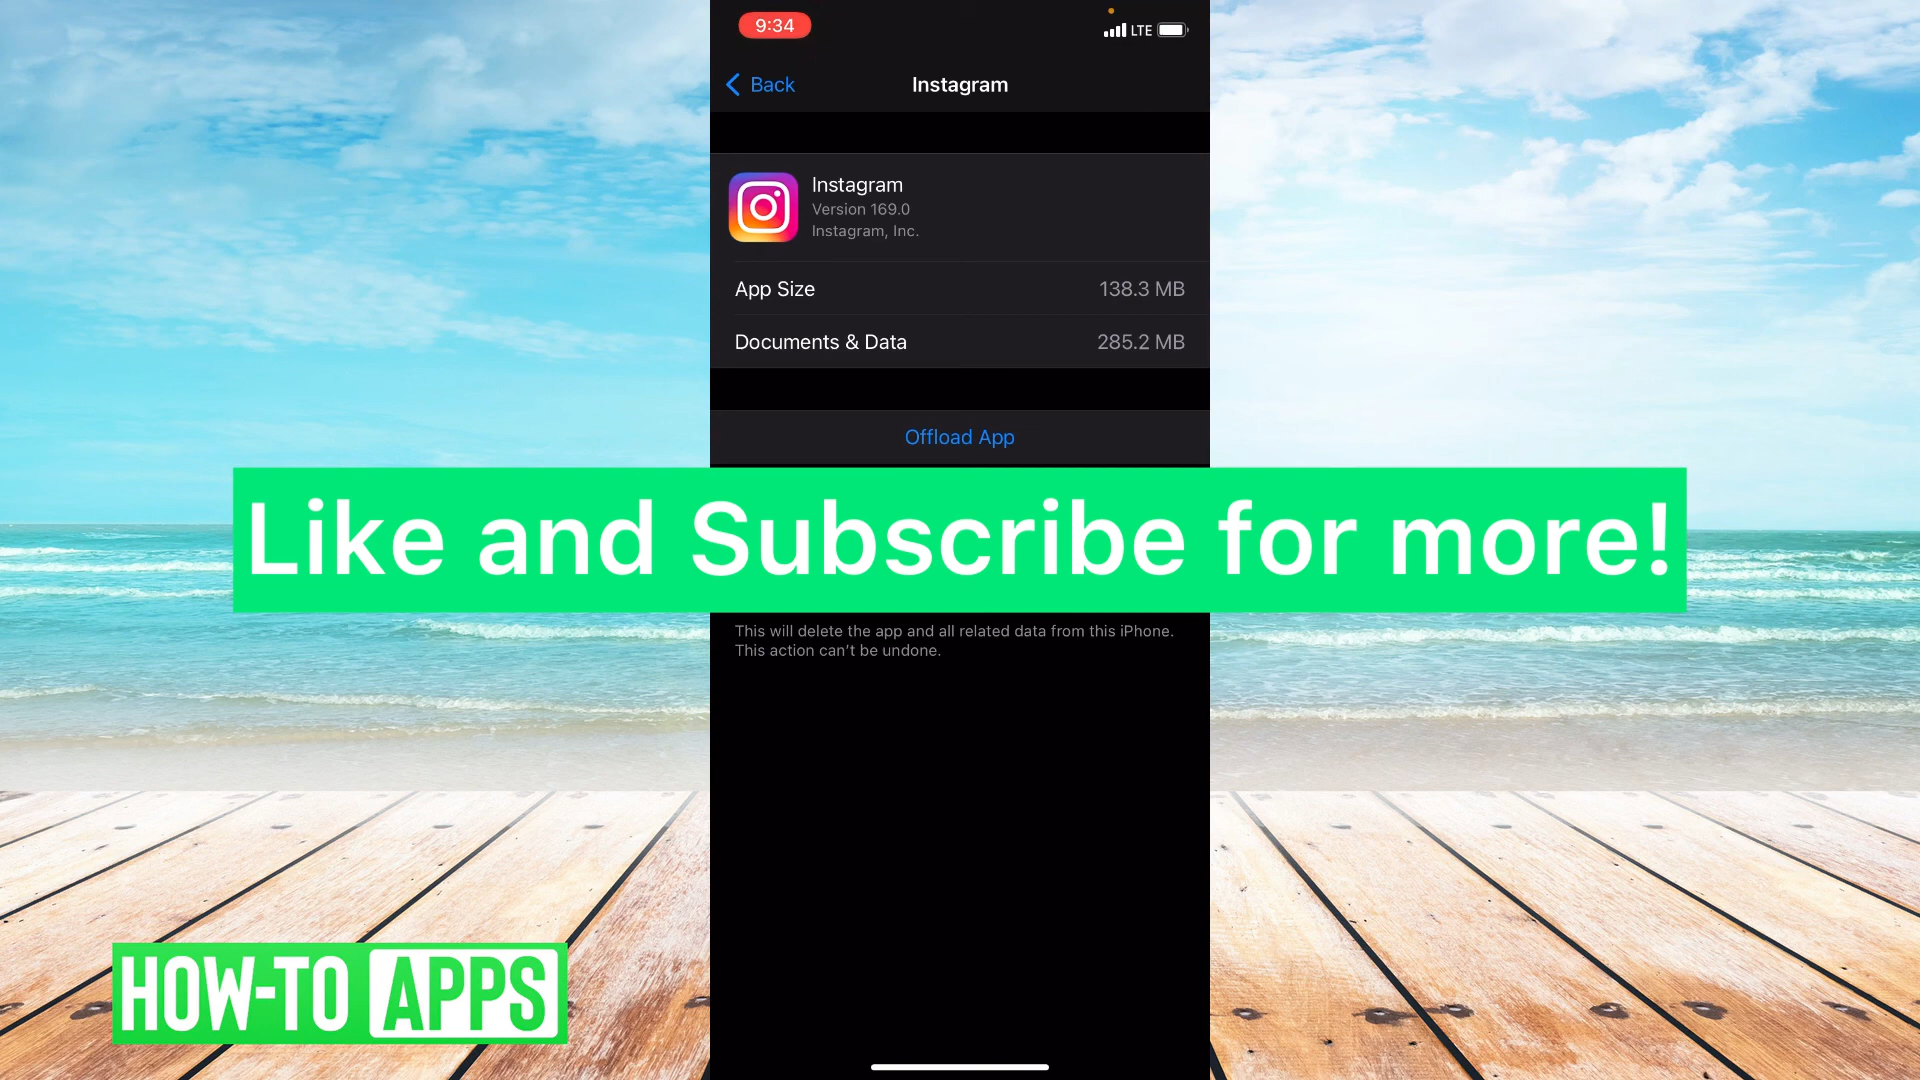 9:34
LTE
Back
Instagram
Instagram
Version 169.0
Instagram, Inc.
App Size
138.3 MB
Documents & Data
285.2 MB
Offload App
Like and Subscribe for more!
This will delete the app and all related data from this iPhone.
This action can't be undone.
HOW-TO APPS